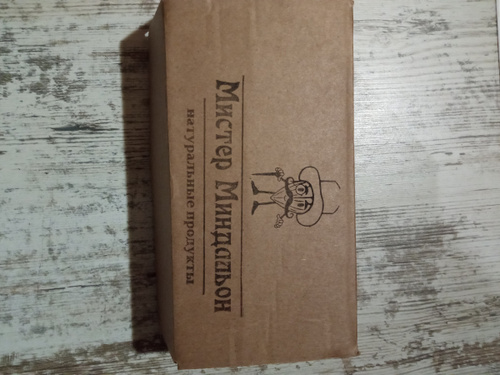 Мистер Миндальон
натуральные продукты